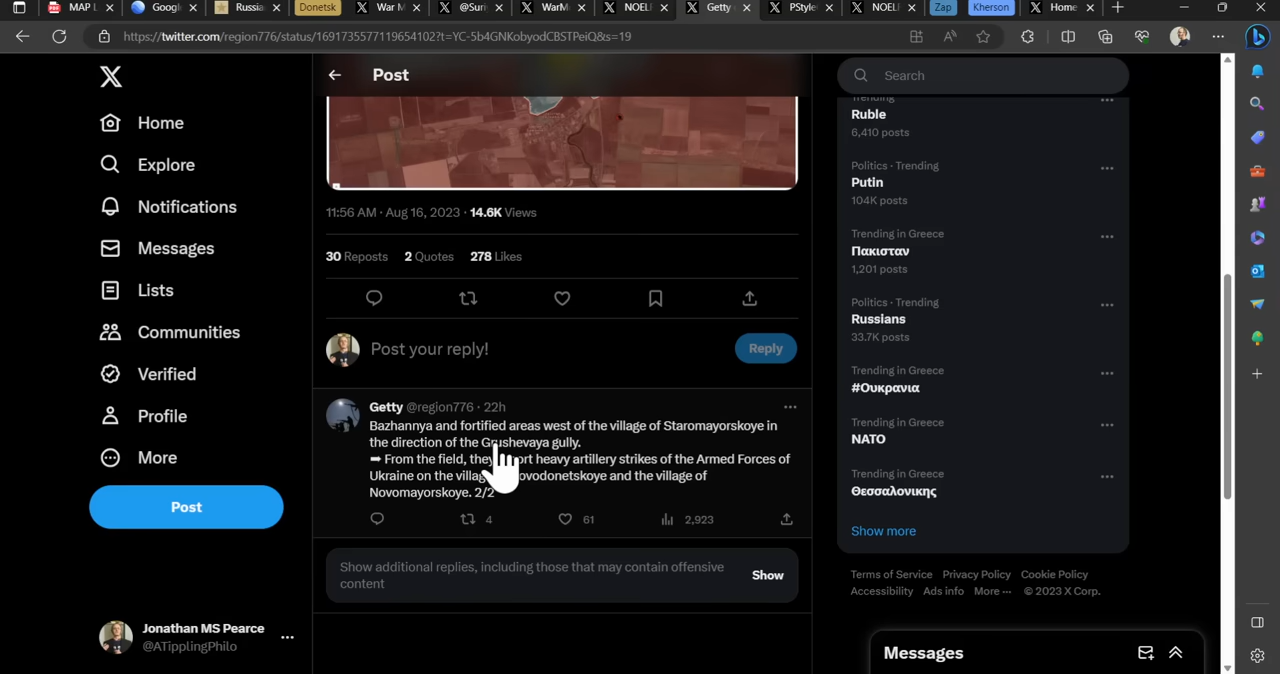 MAP L
Googl
Russia
Donetsk
War M
@Suri
WarM
NOEL
Getty
PStyle
NOEL
Zap
Kherson
Home
https://twitter.com/region776/status/1691735577119654102?t=YC-5b4GNKobyodCBSTPeiQ&s=19
Home
Explore
Notifications
Messages
Lists
Communities
Verified
Profile
More
Post
Jonathan MS Pearce
@ATipplingPhilo
Post
11:56 AM · Aug 16, 2023 · 14.6K Views
30 Reposts 2 Quotes 278 Likes
Post your reply!
Reply
Getty @region776 · 22h
Bazhannya and fortified areas west of the village of Staromayorskoye in
the direction of the Grushevaya gully.
➡ From the field, they heavy artillery strikes of the Armed Forces of
Ukraine on the and the village of
Novomayorskoye. 2/2
4
61
2,923
Show additional replies, including those that may contain offensive
content
Show
Search
Trending
Ruble
6,410 posts
Politics · Trending
Putin
104K posts
Trending in Greece
Πακισταν
1,201 posts
Politics · Trending
Russians
33.7K posts
Trending in Greece
#Ουκρανια
Trending in Greece
NATO
Trending in Greece
Θεσσαλονικης
Show more
Terms of Service Privacy Policy Cookie Policy
Accessibility Ads info More ··· © 2023 X Corp.
Messages